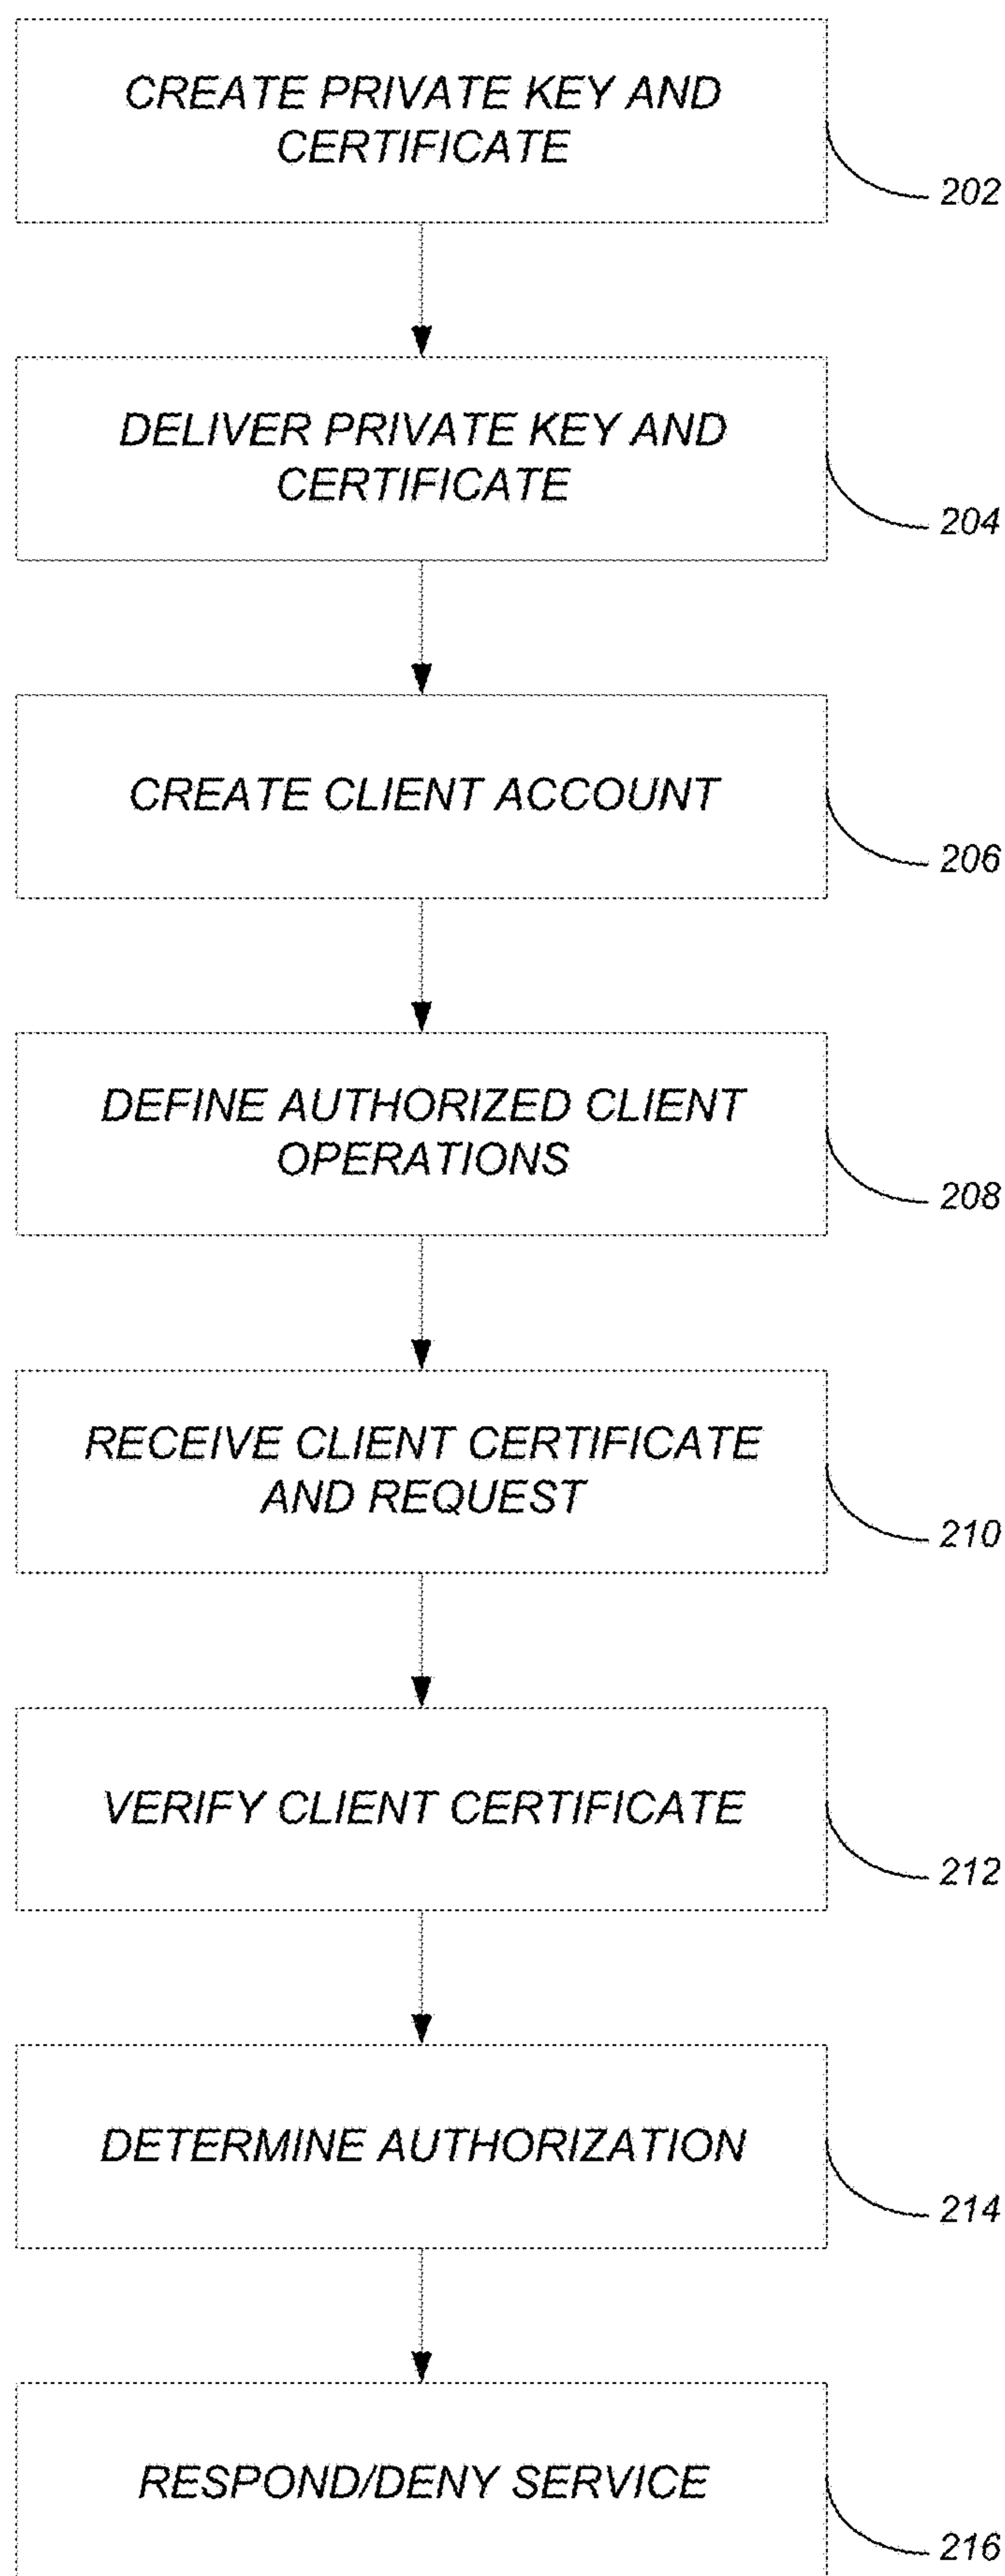 CREATE PRIVATE KEY AND
CERTIFICATE
202
DELIVER PRIVATE KEY AND
CERTIFICATE
204
CREATE CLIENT ACCOUNT
206
DEFINE AUTHORIZED CLIENT
OPERATIONS
208
RECEIVE CLIENT CERTIFICATE
AND REQUEST
210
VERIFY CLIENT CERTIFICATE
212
DETERMINE AUTHORIZATION
214
RESPOND/DENY SERVICE
216